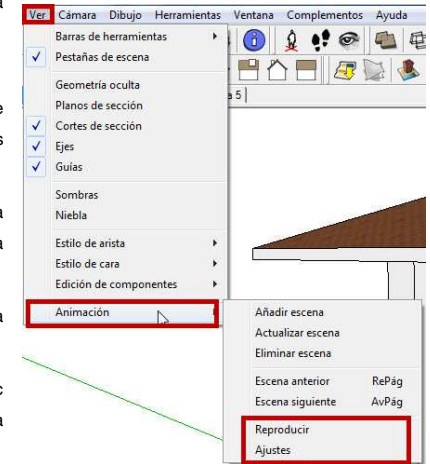 Ver Cámara Dibujo Herramientas Ventana Complementos Ayuda
Barras de herramientas
Pestañas de escena
Geometría oculta
Planos de sección
Cortes de sección
Ejes
Guías
Sombras
Niebla
Estilo de arista
Estilo de cara
Edición de componentes
Animación
a 5
Añadir escena
Actualizar escena
Eliminar escena
Escena anterior RePág
Escena siguiente AvPág
Reproducir
Ajustes